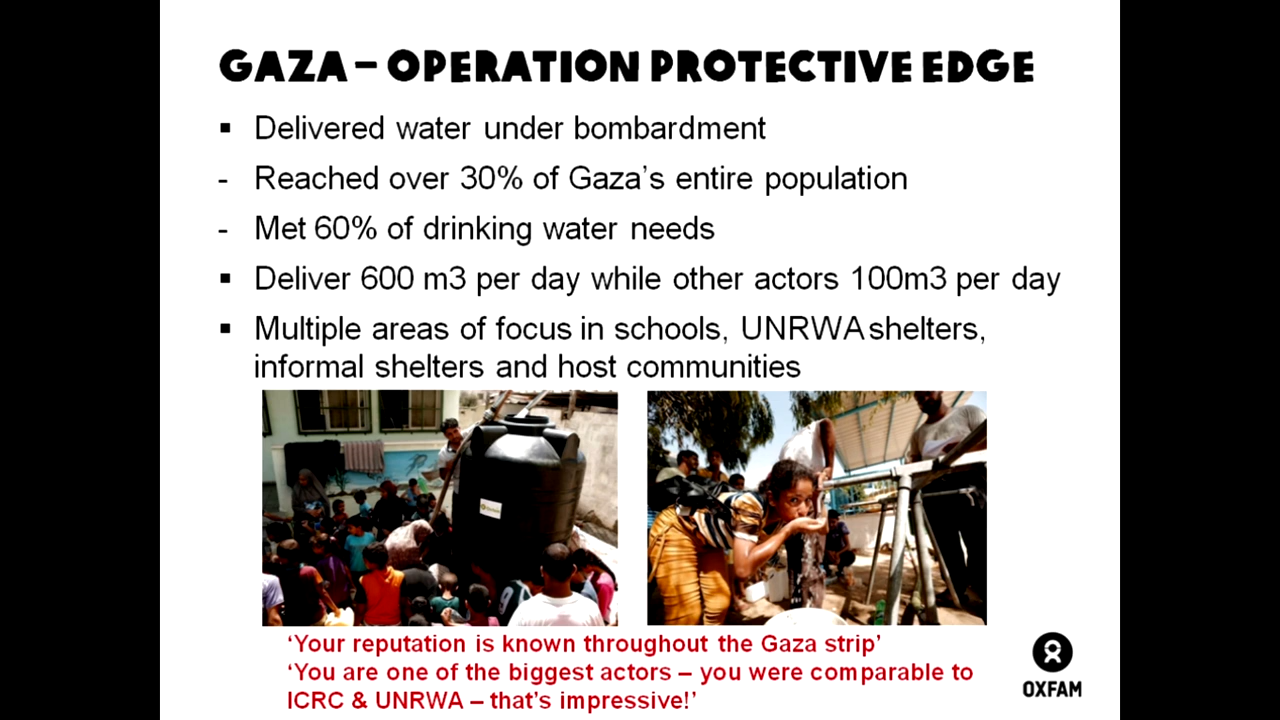 GAZA – OPERATION PROTECTIVE EDGE
▪ Delivered water under bombardment
- Reached over 30% of Gaza’s entire population
- Met 60% of drinking water needs
▪ Deliver 600 m3 per day while other actors 100m3 per day
▪ Multiple areas of focus in schools, UNRWA shelters,
informal shelters and host communities
‘Your reputation is known throughout the Gaza strip’
‘You are one of the biggest actors – you were comparable to
ICRC & UNRWA – that’s impressive!’
OXFAM